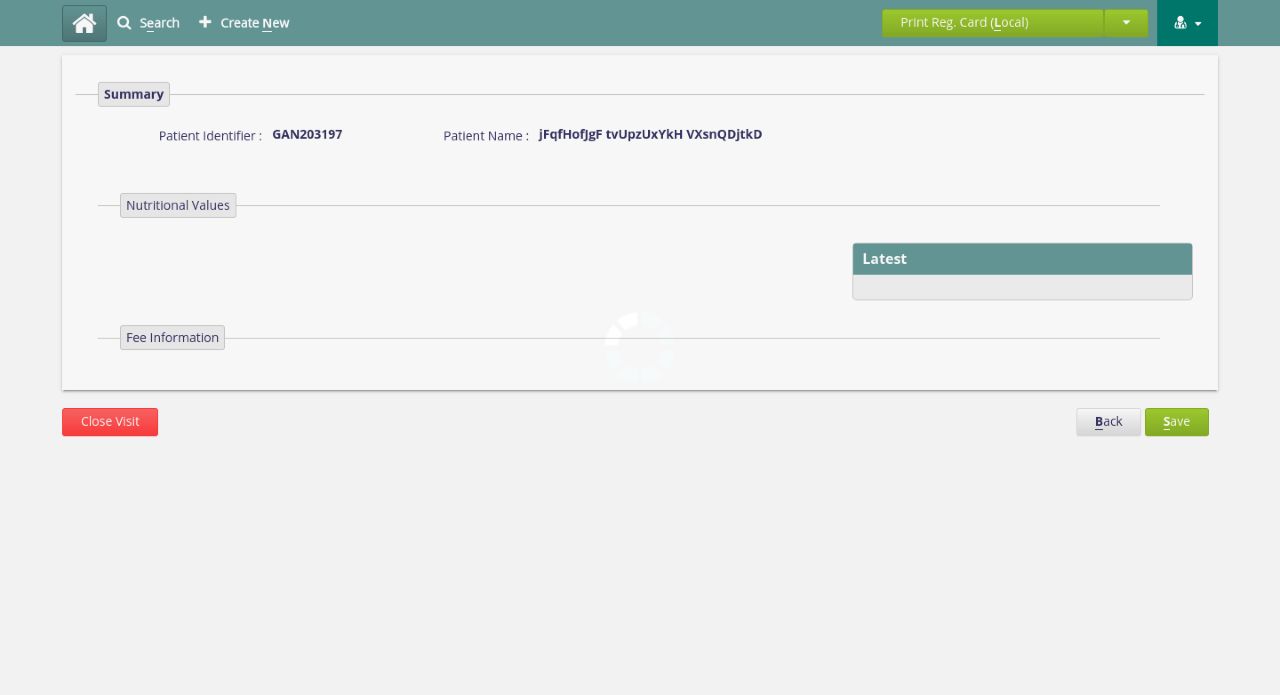 Search
Create New
Print Reg. Card (Local)
Summary
Patient Identifier : GAN203197
Patient Name : jFqfHofJgF tvUpzUxYkH VXsnQDjtkD
Nutritional Values
Latest
Fee Information
Close Visit
Back
Save